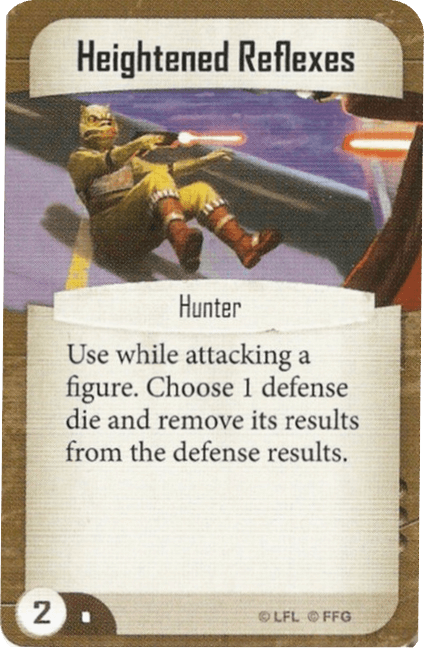 Heightened Reflexes
Hunter
Use while attacking a
figure. Choose 1 defense
die and remove its results
from the defense results.
2
© LFL © FFG